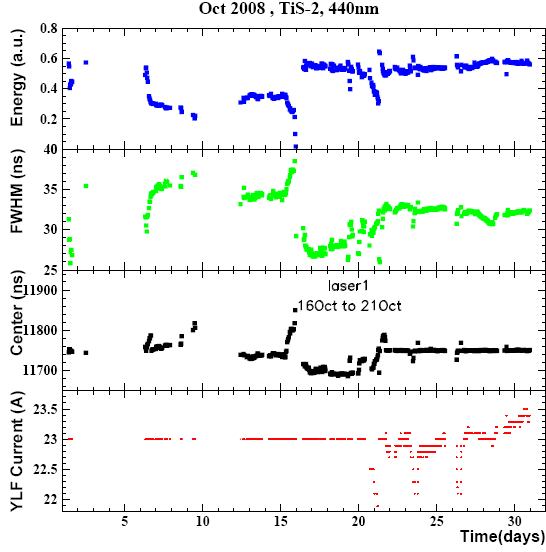 Oct 2008 , TiS-2, 440nm
Energy (a.u.)
0.8
0.6
0.4
0.2
FWHM (ns)
40
35
30
25
Center (ns)
11900
11800
11700
laser1
16Oct to 21Oct
YLF Current (A)
23.5
23
22.5
22
5
10
15
20
25
30
Time(days)